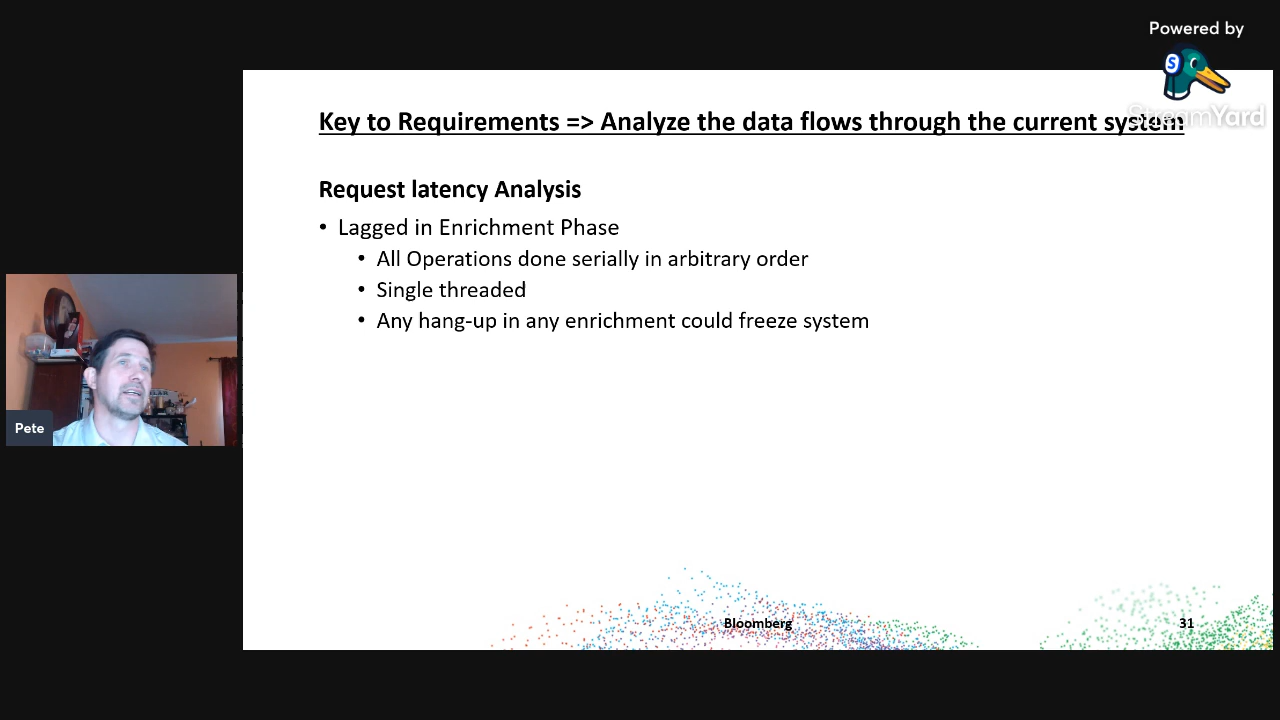 Powered by
StreamYard
Key to Requirements => Analyze the data flows through the current system
Request latency Analysis
• Lagged in Enrichment Phase
• All Operations done serially in arbitrary order
• Single threaded
• Any hang-up in any enrichment could freeze system
Pete
Bloomberg
31